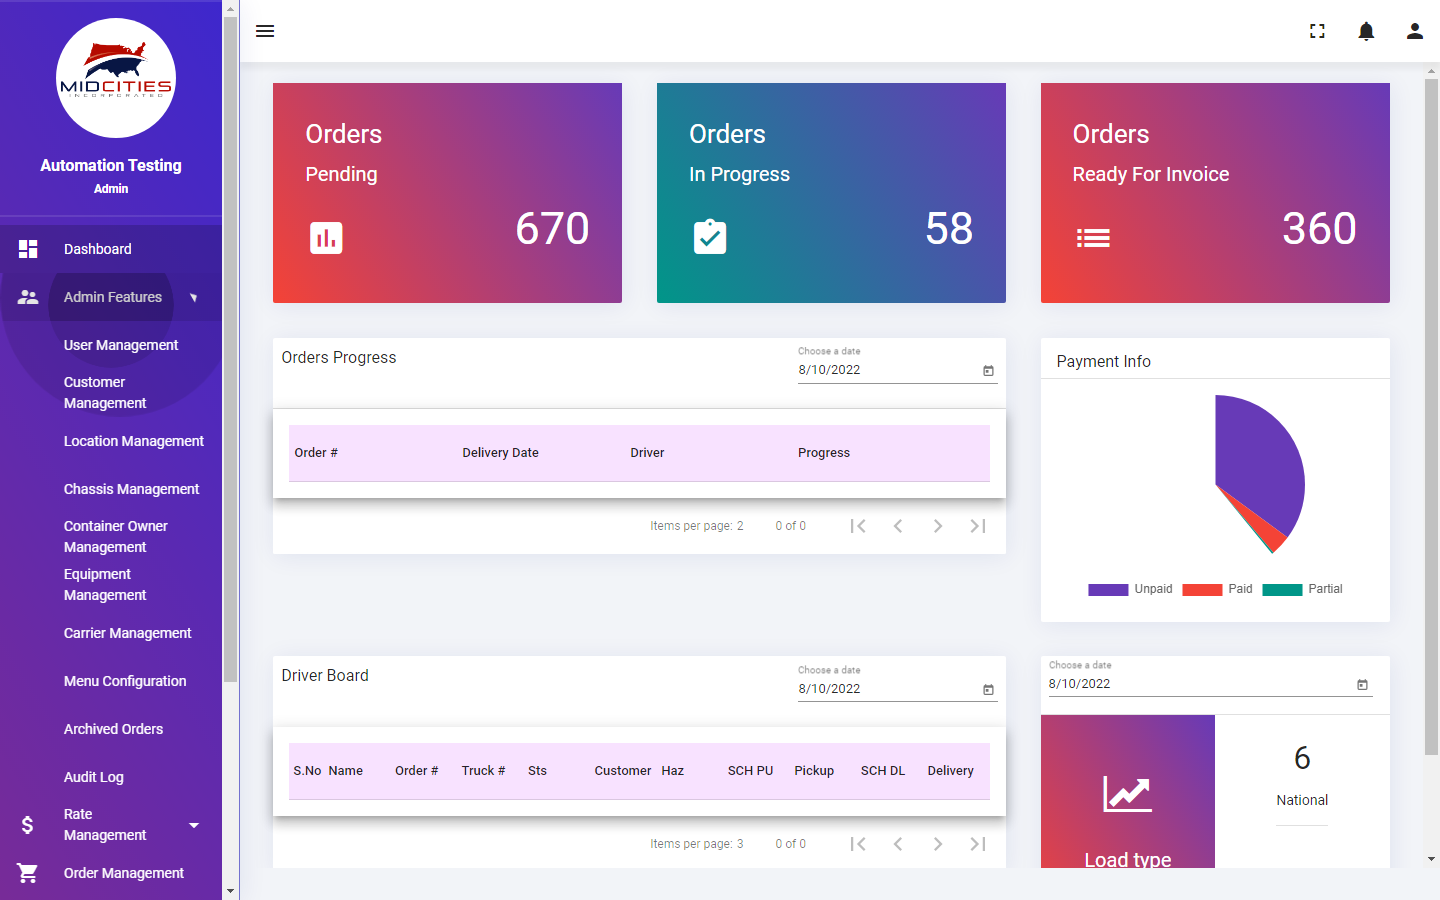 MIDCITIES
INCORPORATED
Automation Testing
Admin
Dashboard
Admin Features
User Management
Customer
Management
Location Management
Chassis Management
Container Owner
Management
Equipment
Management
Carrier Management
Menu Configuration
Archived Orders
Audit Log
Rate
Management
Order Management
Orders
Pending
670
Orders
In Progress
58
Orders
Ready For Invoice
360
Orders Progress
Choose a date
8/10/2022
Order # Delivery Date Driver Progress
Items per page: 2 0 of 0
Payment Info
Unpaid Paid Partial
Driver Board
Choose a date
8/10/2022
S.No Name Order # Truck # Sts Customer Haz SCH PU Pickup SCH DL Delivery
Items per page: 3 0 of 0
Choose a date
8/10/2022
Load type
6
National